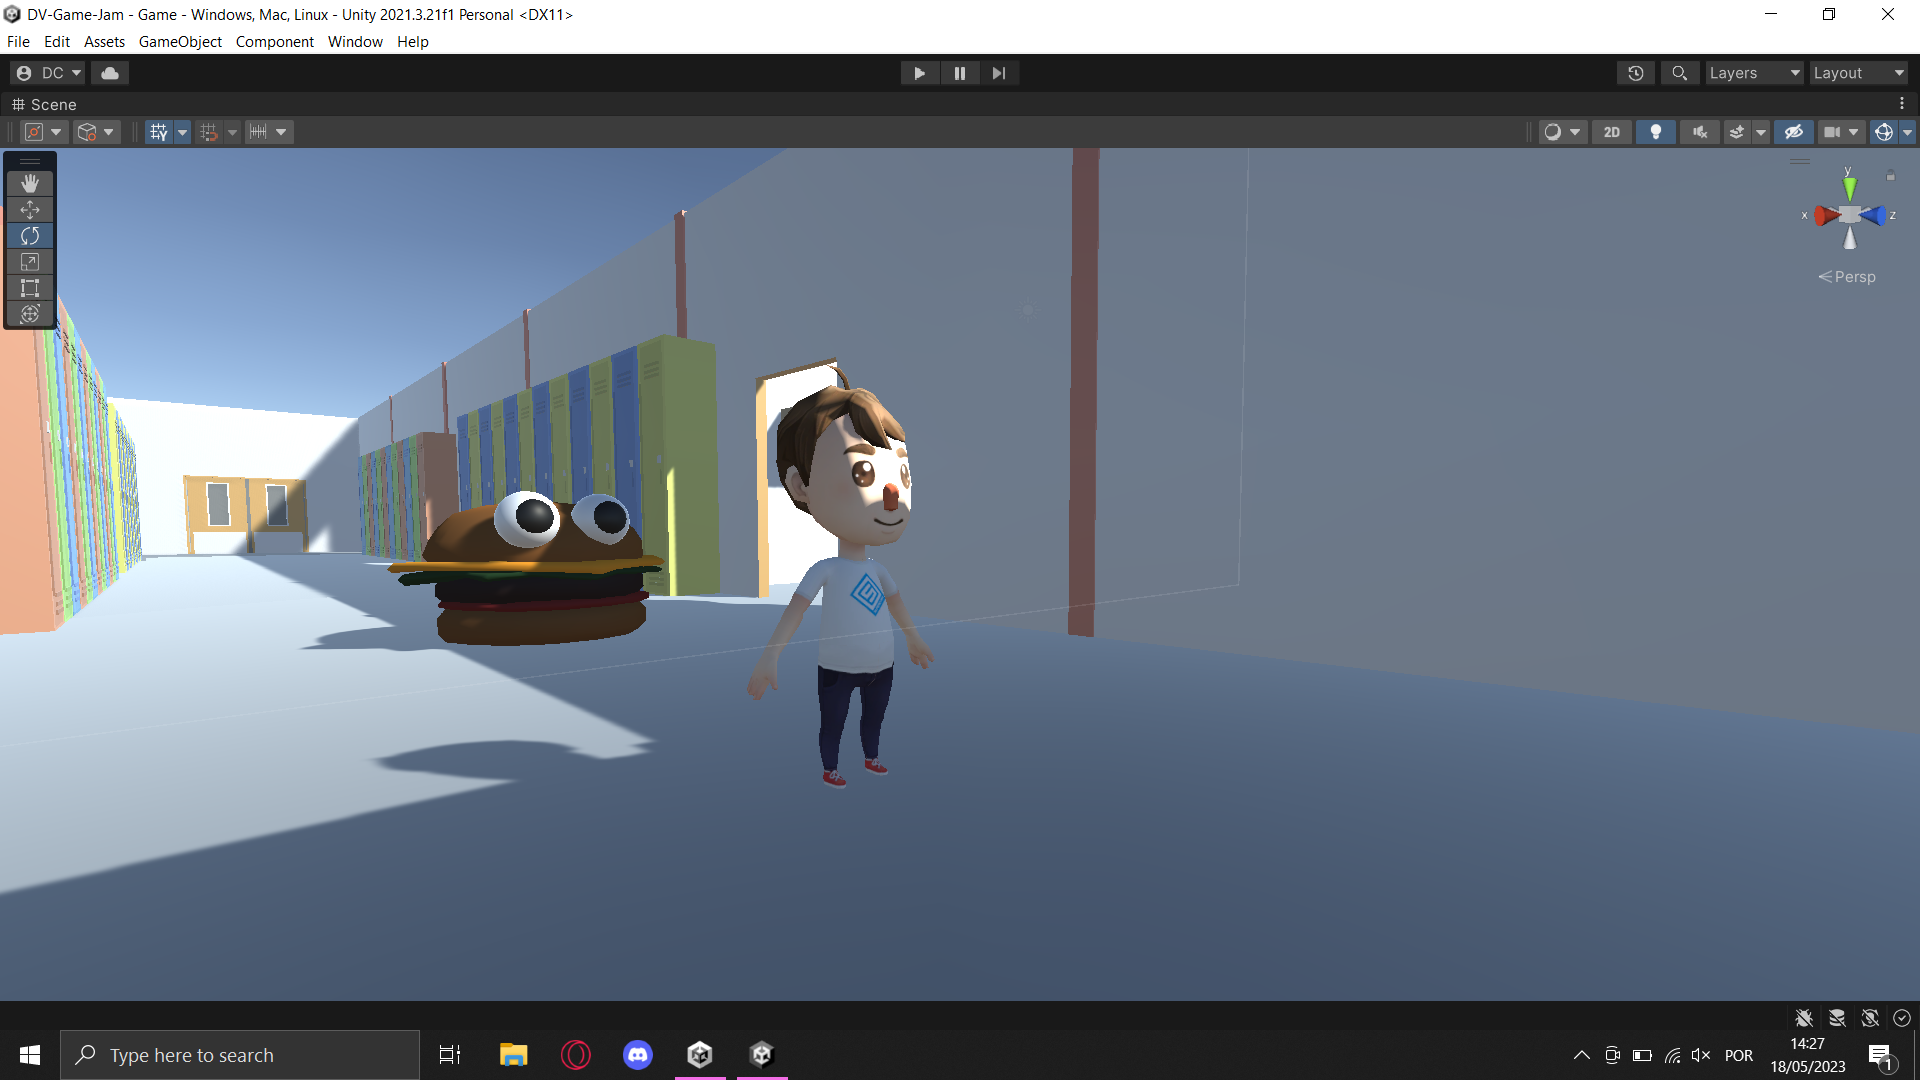 DV-Game-Jam - Game - Windows, Mac, Linux - Unity 2021.3.21f1 Personal <DX11>
File Edit Assets GameObject Component Window Help
DC Layers Layout
Scene
2D
y
x z
Persp
Type here to search
POR
14:27
18/05/2023
1